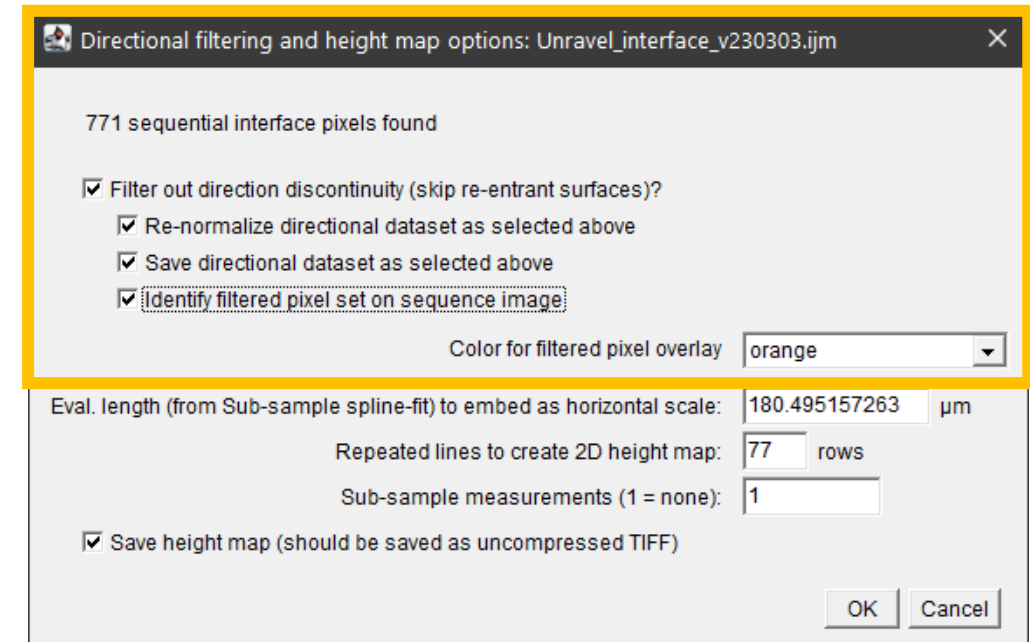 Directional filtering and height map options: Unravel_interface_v230303.ijm
771 sequential interface pixels found
Filter out direction discontinuity (skip re-entrant surfaces)?
Re-normalize directional dataset as selected above
Save directional dataset as selected above
Identify filtered pixel set on sequence image
Color for filtered pixel overlay orange
Eval. length (from Sub-sample spline-fit) to embed as horizontal scale: 180.495157263 µm
Repeated lines to create 2D height map: 77 rows
Sub-sample measurements (1 = none): 1
Save height map (should be saved as uncompressed TIFF)
OK Cancel